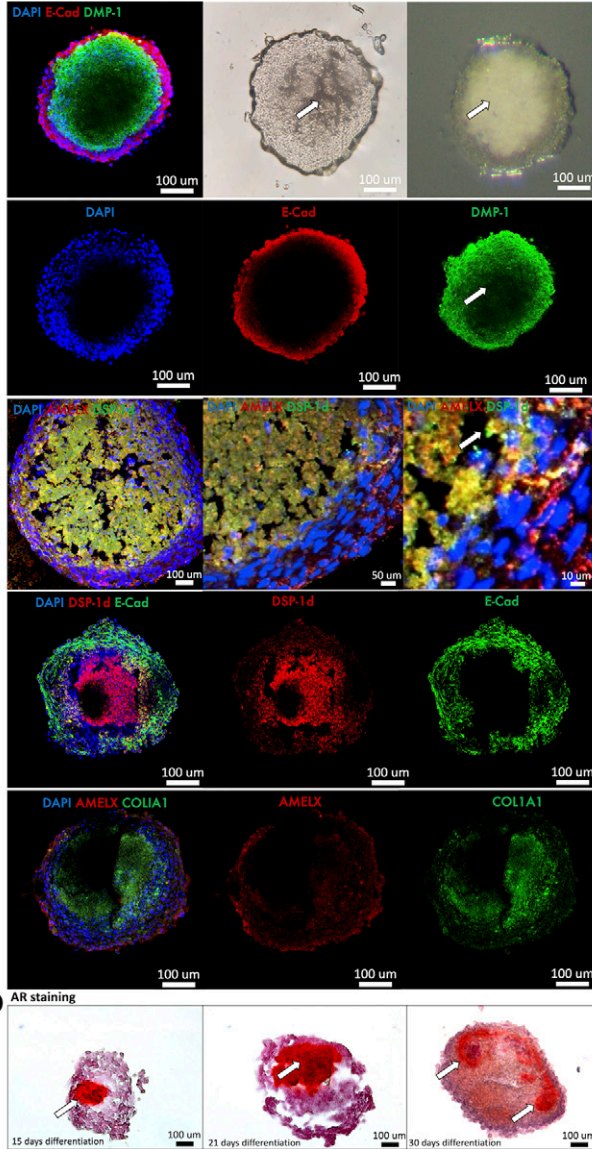 DAPI E-Cad DMP-1
100 um
100 um
100 um
DAPI
E-Cad
DMP-1
100 um
100 um
100 um
DAPI AMELX DSP-1d
DAPI AMELX DSP-1d
DAPI AMELX DSP-1d
100 um
50 um
10 um
DAPI DSP-1d E-Cad
DSP-1d
E-Cad
100 um
100 um
100 um
DAPI AMELX COLIA1
AMELX
COL1A1
100 um
100 um
100 um
AR staining
15 days differentiation
100 um
21 days differentiation
100 um
30 days differentiation
100 um